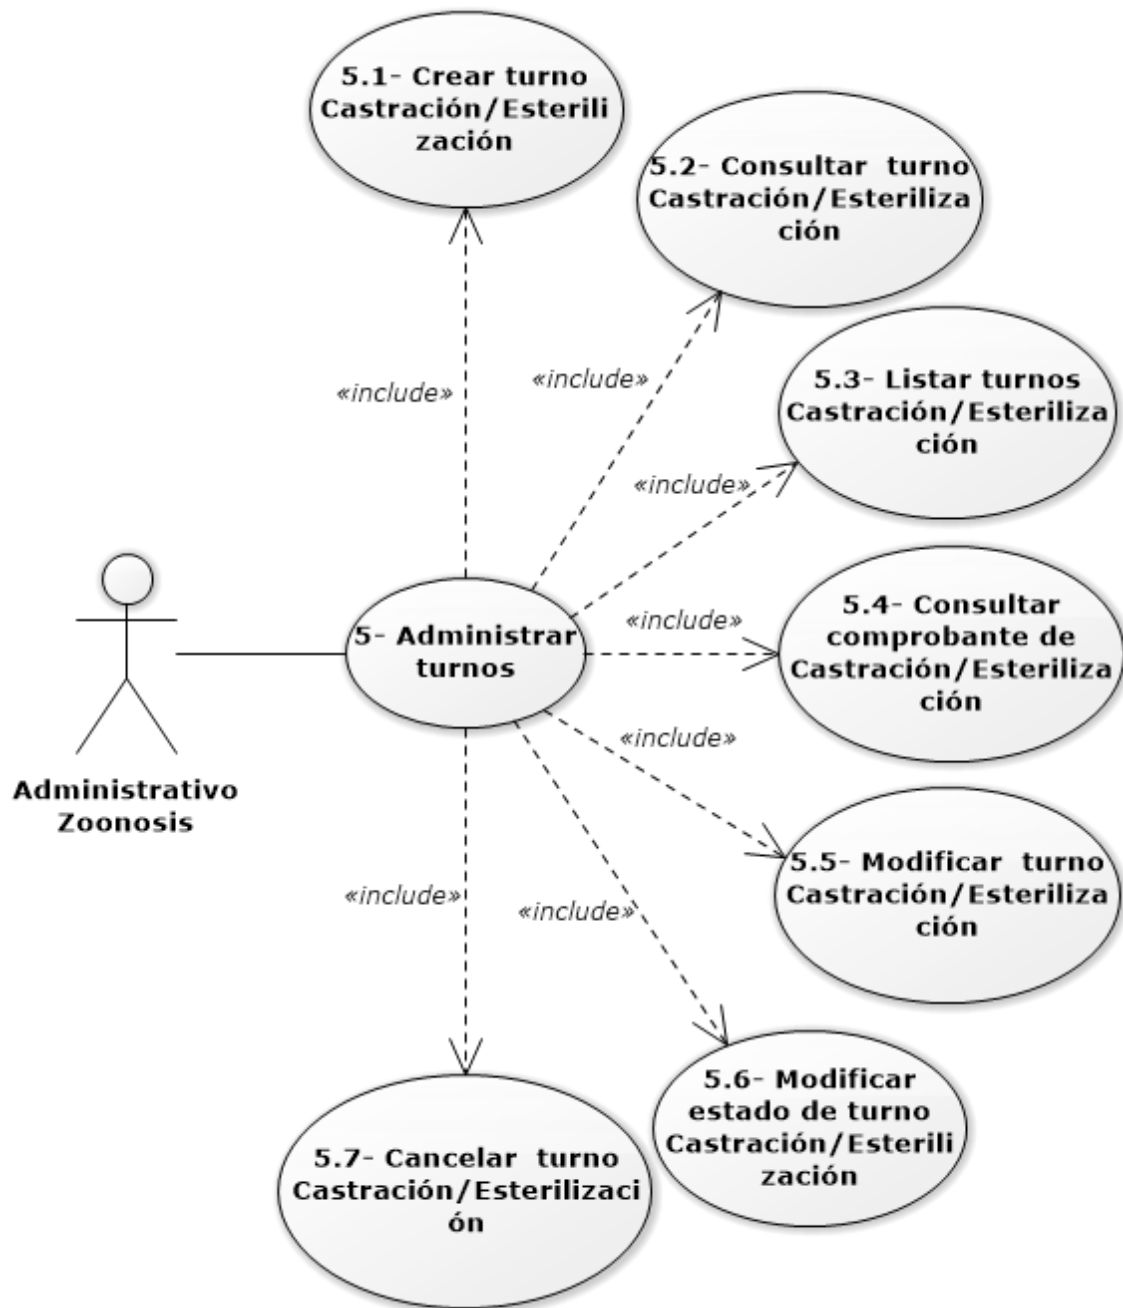 5.1- Crear turno
Castración/Esterili
zación
5.2- Consultar  turno
Castración/Esteriliza
ción
«include»
«include»
5.3- Listar turnos
Castración/Esteriliza
ción
«include»
5.4- Consultar
comprobante de
Castración/Esteriliza
ción
«include»
5- Administrar
turnos
Administrativo
Zoonosis
«include»
5.5- Modificar  turno
Castración/Esteriliza
ción
«include»
«include»
5.6- Modificar
estado de turno
Castración/Esterili
zación
5.7- Cancelar  turno
Castración/Esterilizaci
ón